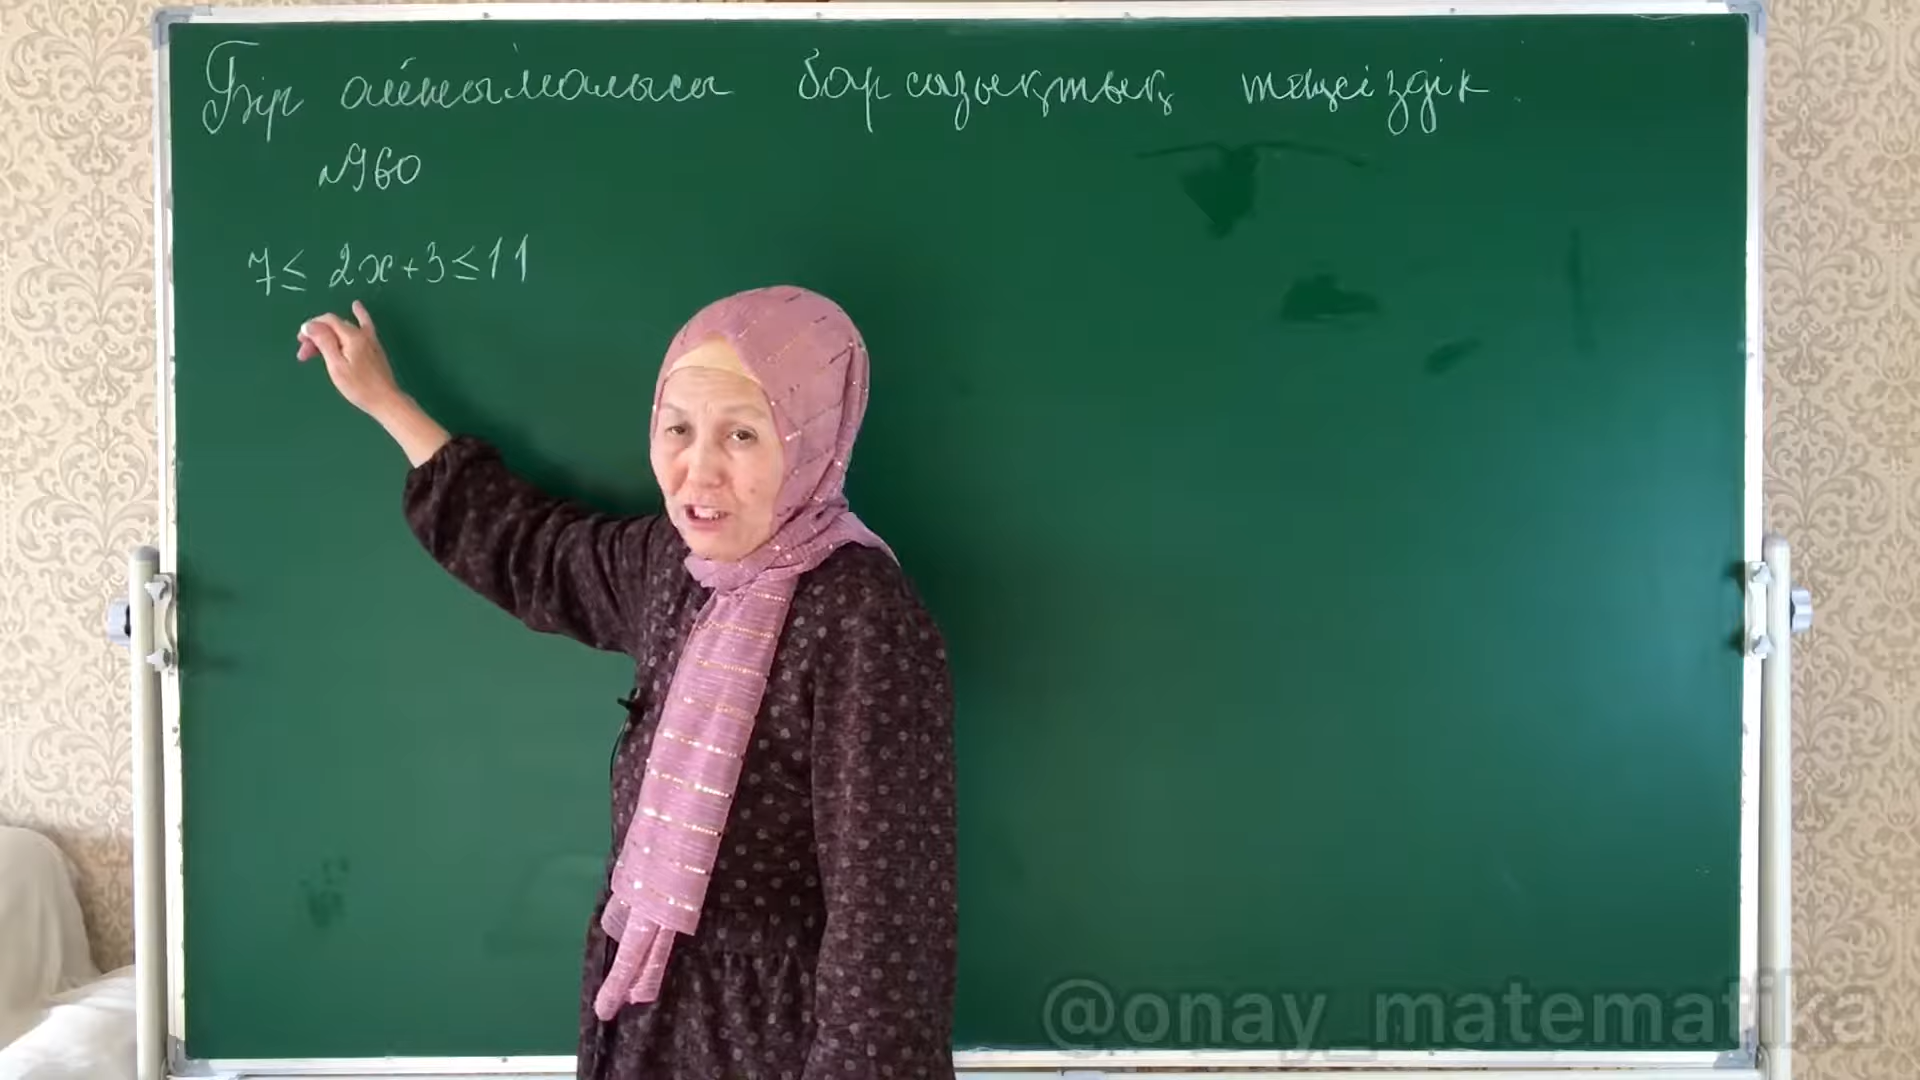 Бір айнымалысы бар сызықтық теңсіздік.
№960
7 ≤ 2x+3 ≤ 11
@onay_matematika